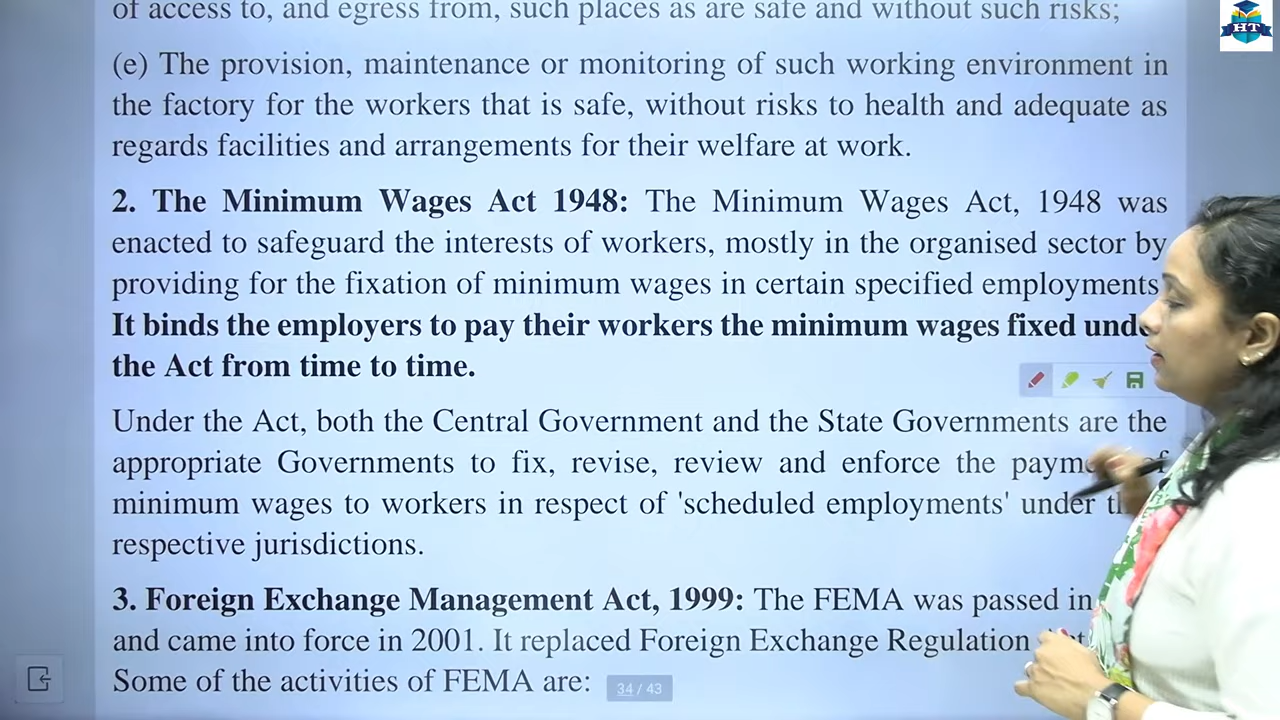 of access to, and egress from, such places as are safe and without such risks;
(e) The provision, maintenance or monitoring of such working environment in
the factory for the workers that is safe, without risks to health and adequate as
regards facilities and arrangements for their welfare at work.
2. The Minimum Wages Act 1948: The Minimum Wages Act, 1948 was
enacted to safeguard the interests of workers, mostly in the organised sector by
providing for the fixation of minimum wages in certain specified employments
It binds the employers to pay their workers the minimum wages fixed
the Act from time to time.
Under the Act, both the Central Government and the State Governments are the
appropriate Governments to fix, revise, review and enforce the of
minimum wages to workers in respect of 'scheduled employments' under
respective jurisdictions.
3. Foreign Exchange Management Act, 1999: The FEMA was passed in
and came into force in 2001. It replaced Foreign Exchange Regulation
Some of the activities of FEMA are:
34 / 43
HT